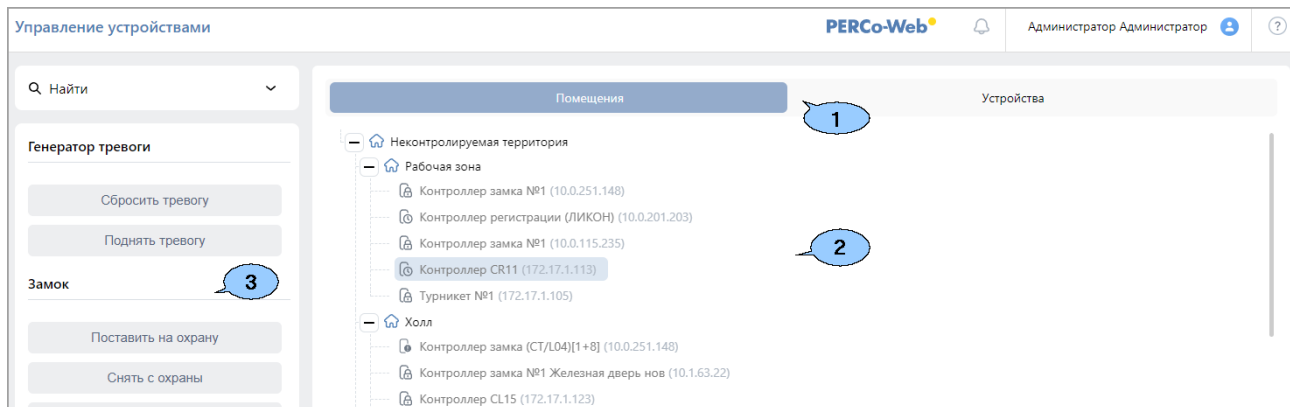 Управление устройствами
PERCo-Web
Администратор Администратор
?
Найти
Помещения
Устройства
1
Генератор тревоги
Неконтролируемая территория
Рабочая зона
Сбросить тревогу
Контроллер замка №1 (10.0.251.148)
Контроллер регистрации (ЛИКОН) (10.0.201.203)
Поднять тревогу
Контроллер замка №1 (10.0.115.235)
2
Контроллер CR11 (172.17.1.113)
Замок
3
Турникет №1 (172.17.1.105)
Холл
Поставить на охрану
Контроллер замка (CT/L04)[1+8] (10.0.251.148)
Снять с охраны
Контроллер замка №1 Железная дверь нов (10.1.63.22)
Контроллер CL15 (172.17.1.123)